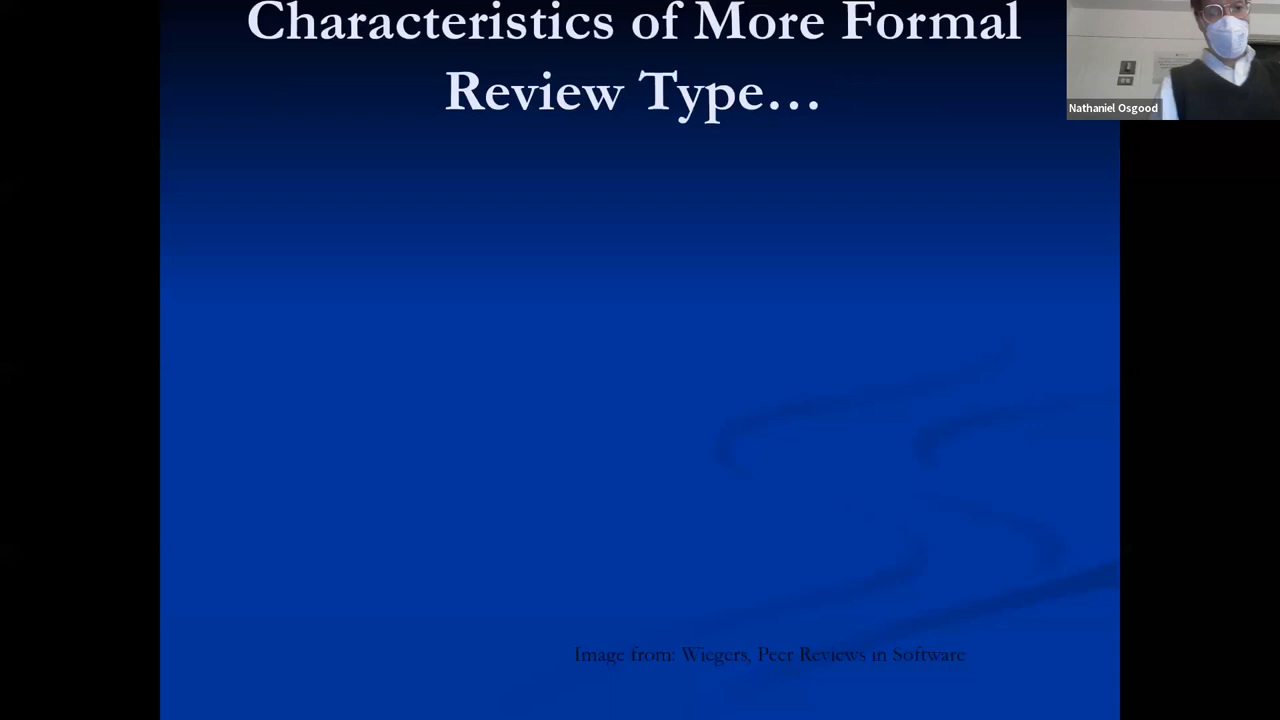 Characteristics of More Formal
Review Type…
Nathaniel Osgood
Image from: Wiegers, Peer Reviews in Software